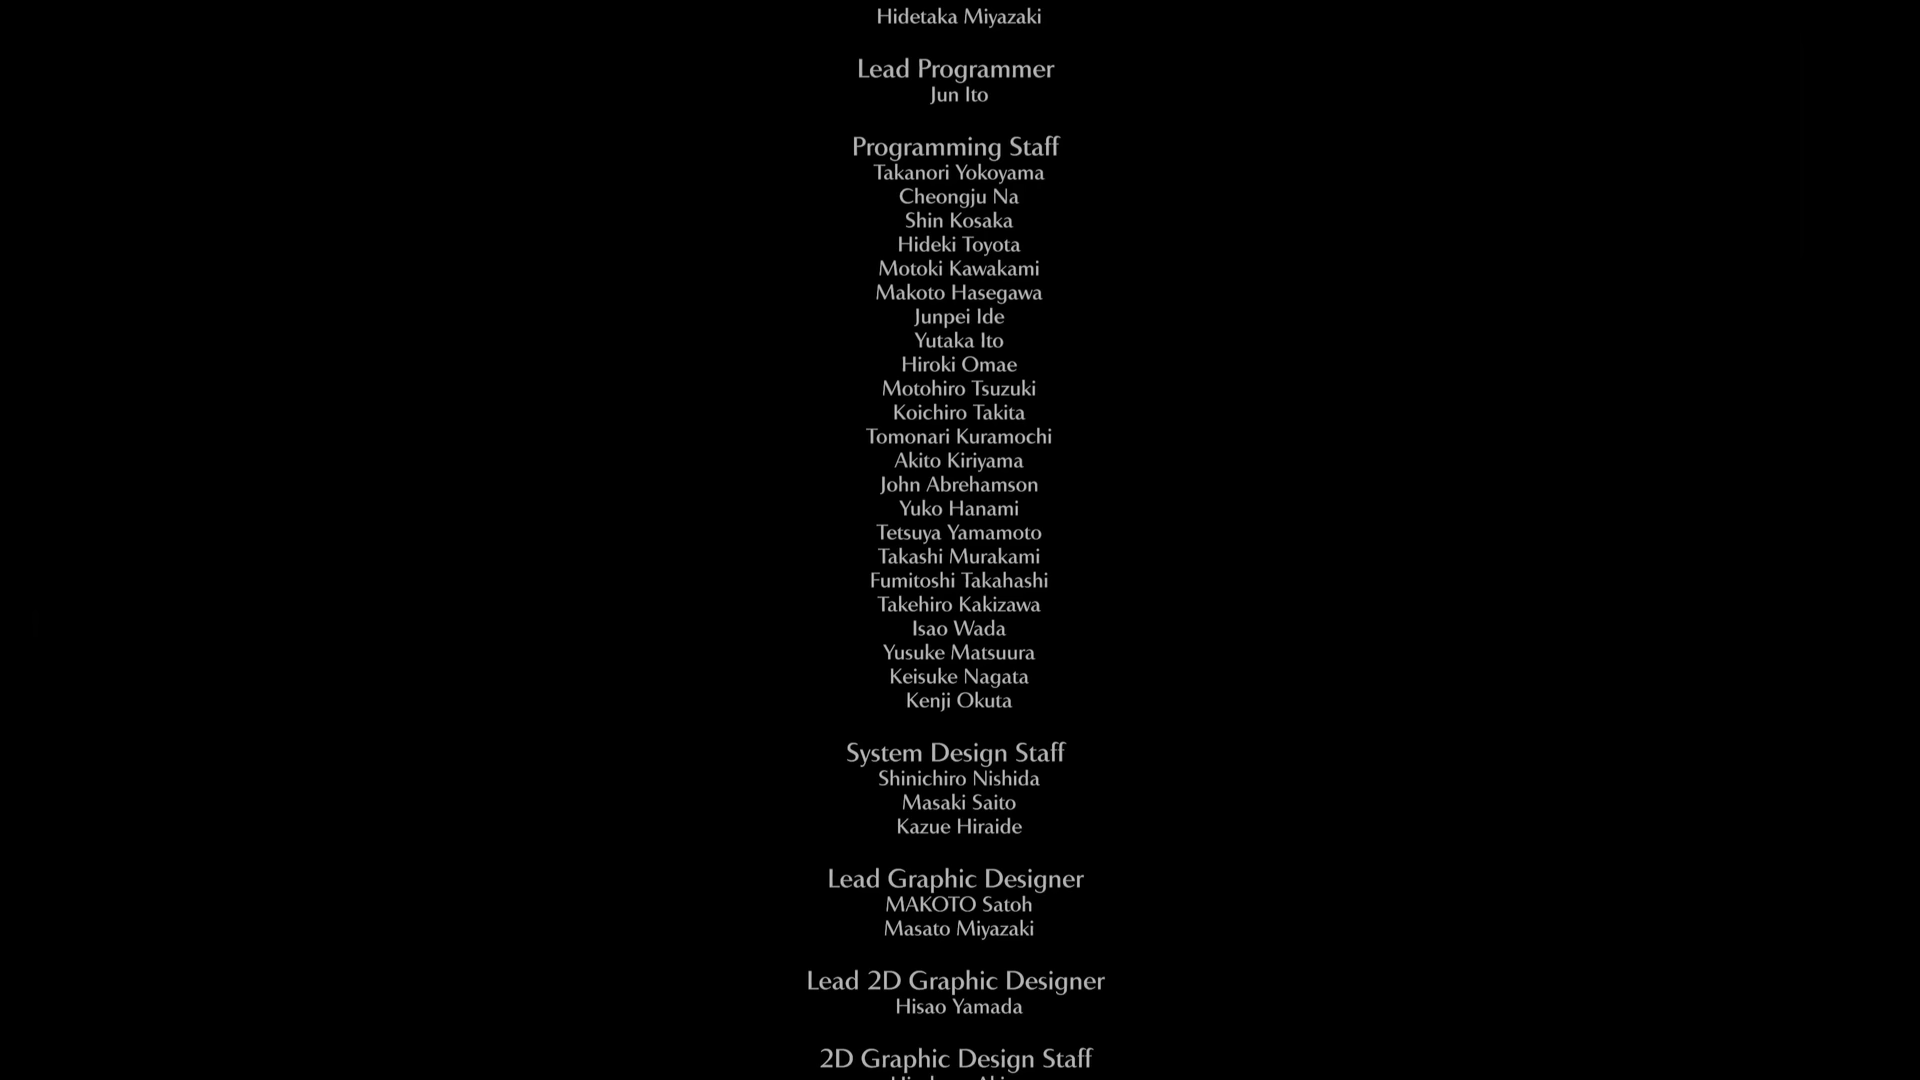 Hidetaka Miyazaki
Lead Programmer
Jun Ito
Programming Staff
Takanori Yokoyama
Cheongju Na
Shin Kosaka
Hideki Toyota
Motoki Kawakami
Makoto Hasegawa
Junpei Ide
Yutaka Ito
Hiroki Omae
Motohiro Tsuzuki
Koichiro Takita
Tomonari Kuramochi
Akito Kiriyama
John Abrehamson
Yuko Hanami
Tetsuya Yamamoto
Takashi Murakami
Fumitoshi Takahashi
Takehiro Kakizawa
Isao Wada
Yusuke Matsuura
Keisuke Nagata
Kenji Okuta
System Design Staff
Shinichiro Nishida
Masaki Saito
Kazue Hiraide
Lead Graphic Designer
MAKOTO Satoh
Masato Miyazaki
Lead 2D Graphic Designer
Hisao Yamada
2D Graphic Design Staff